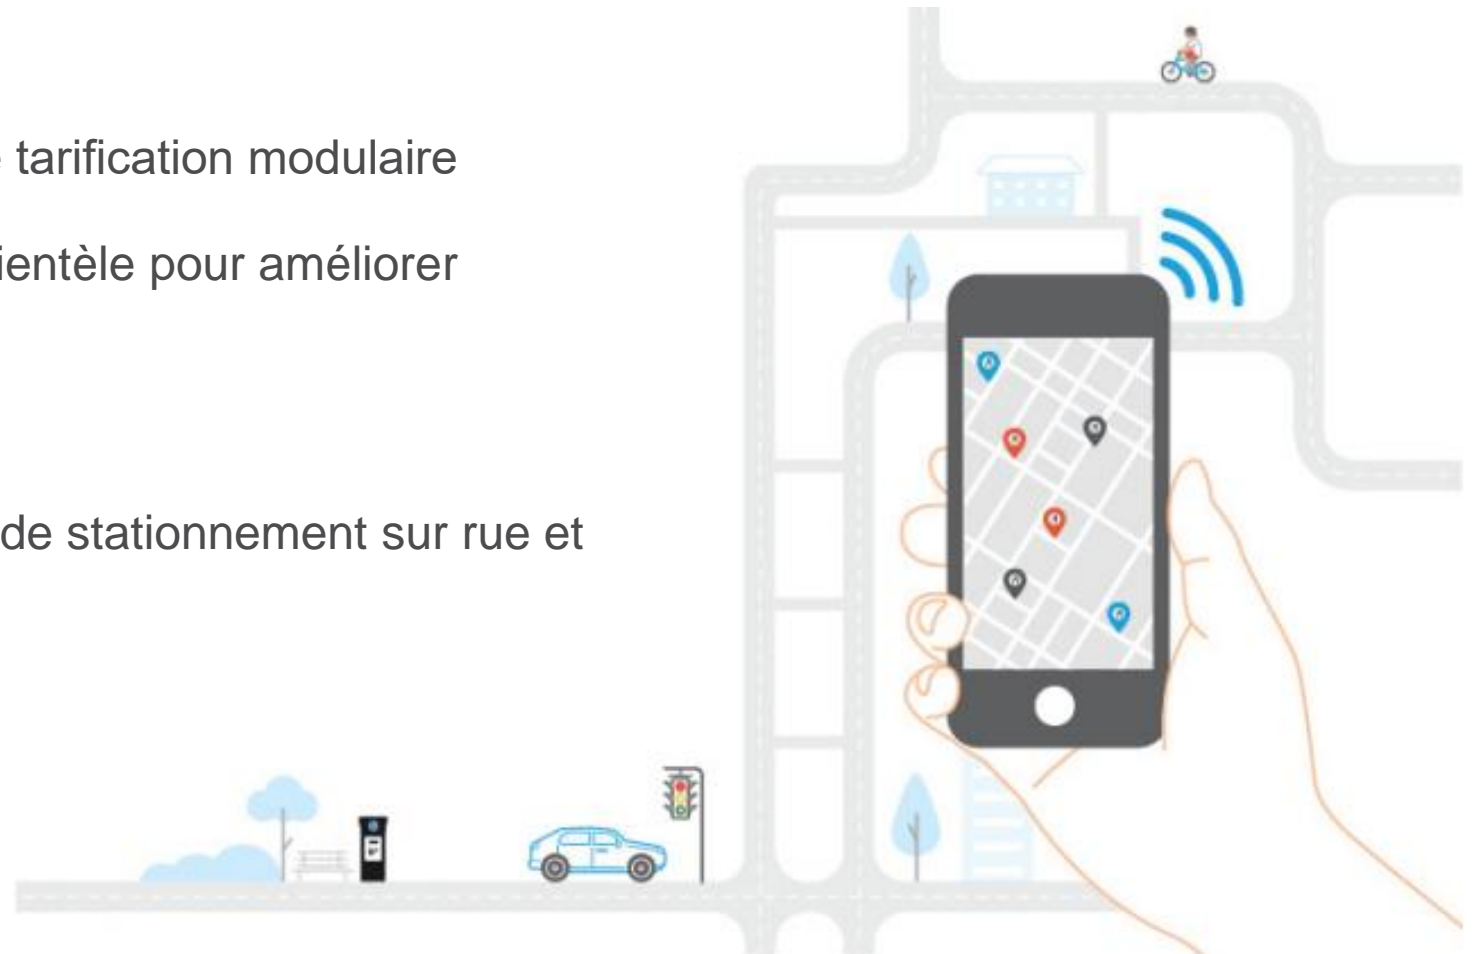 tarification modulaire
ientèle pour améliorer
de stationnement sur rue et